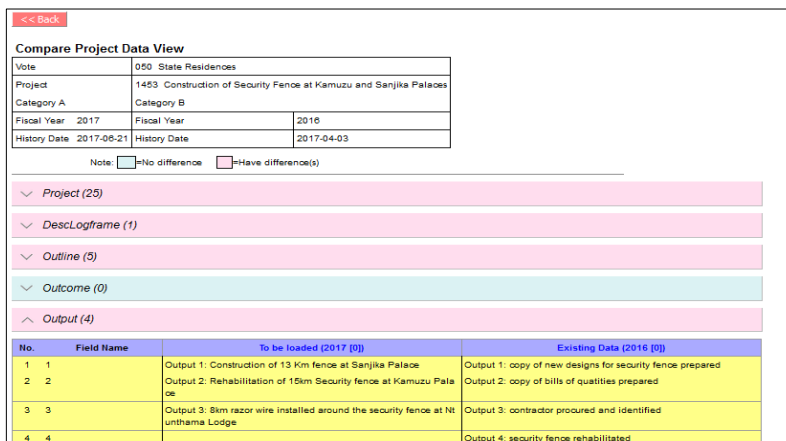 << Back
Compare Project Data View
Vote 050 State Residences
Project 1453 Construction of Security Fence at Kamuzu and Sanjika Palaces
Category A Category B
Fiscal Year 2017 Fiscal Year 2016
History Date 2017-06-21 History Date 2017-04-03
Note: =No difference =Have difference(s)
Project (25)
DescLogframe (1)
Outline (5)
Outcome (0)
Output (4)
No. Field Name To be loaded (2017 [0]) Existing Data (2016 [0])
1 1 Output 1: Construction of 13 Km fence at Sanjika Palace Output 1: copy of new designs for security fence prepared
2 2 Output 2: Rehabilitation of 15km Security fence at Kamuzu Pala Output 2: copy of bills of quatities prepared
ce
3 3 Output 3: 8km razor wire installed around the security fence at Nt Output 3: contractor procured and identified
unthama Lodge
4 4 Output 4: security fence rehabilitated